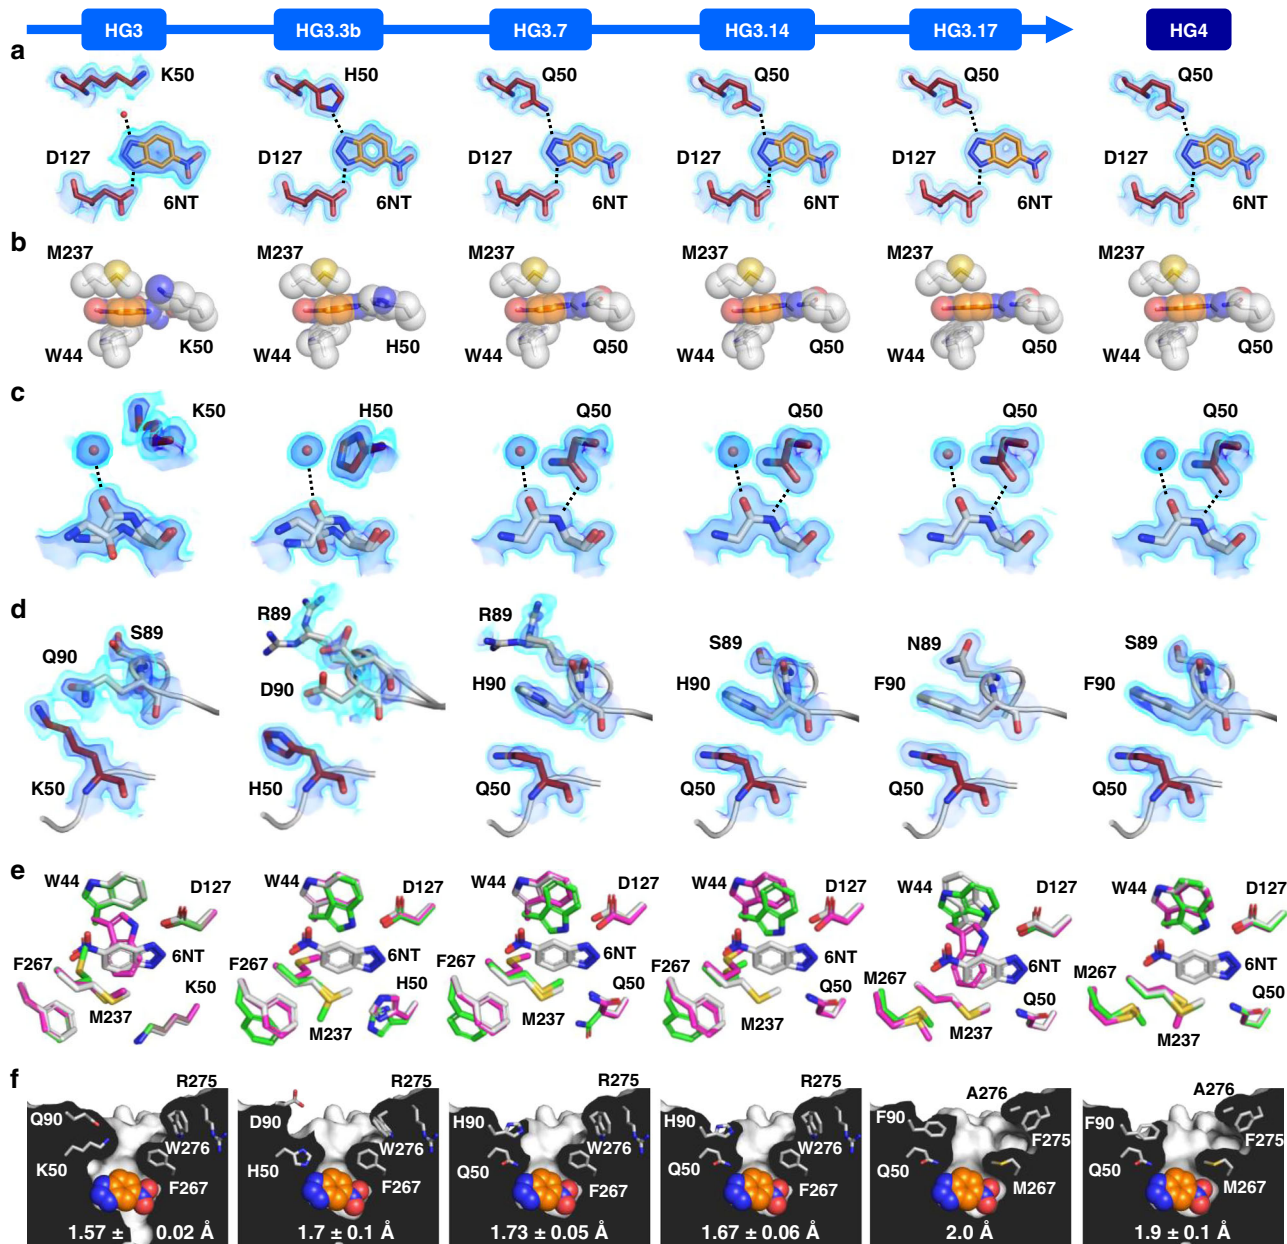 HG3 HG3.3b HG3.7 HG3.14 HG3.17 HG4
a
K50 H50 Q50 Q50 Q50 Q50
D127 D127 D127 D127 D127 D127
6NT 6NT 6NT 6NT 6NT 6NT
b
M237 M237 M237 M237 M237 M237
W44 K50 W44 H50 W44 Q50 W44 Q50 W44 Q50 W44 Q50
c
K50 H50 Q50 Q50 Q50 Q50
d
S89 R89 R89 S89 N89 S89
Q90 D90 H90 H90 F90 F90
K50 H50 Q50 Q50 Q50 Q50
e
W44 D127 W44 D127 W44 D127 W44 D127 W44 D127 W44 D127
6NT 6NT 6NT 6NT 6NT 6NT
F267 K50 F267 H50 F267 Q50 F267 Q50 M267 Q50 M267 Q50
M237 M237 M237 M237 M237 M237
f
R275 R275 R275 R275 A276 A276
Q90 D90 W276 H90 W276 H90 W276 F90 F275 F90 F275
K50 F267 H50 F267 Q50 F267 Q50 F267 Q50 M267 Q50 M267
1.57 ± 0.02 Å 1.7 ± 0.1 Å 1.73 ± 0.05 Å 1.67 ± 0.06 Å 2.0 Å 1.9 ± 0.1 Å